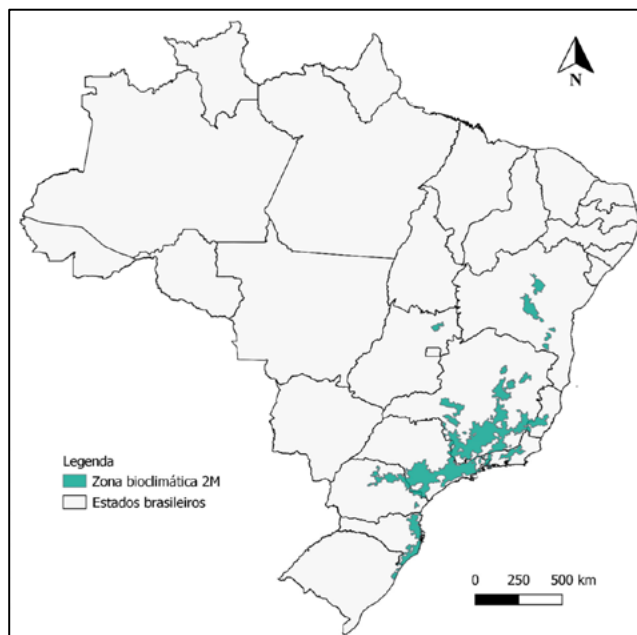 N
Legenda
Zona bioclimática 2M
Estados brasileiros
0 250 500 km